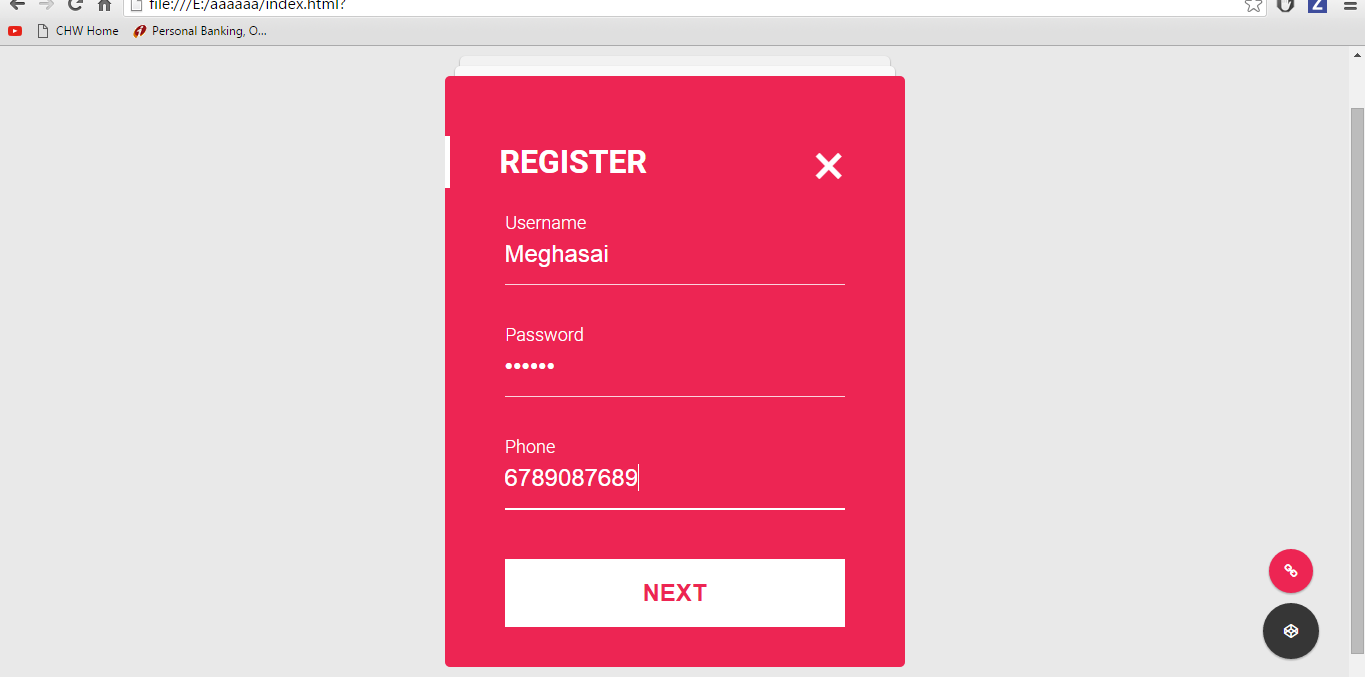 file:///E:/aaaaaa/index.html?
CHW Home Personal Banking, O...
REGISTER
Username
Meghasai
Password
••••••
Phone
6789087689
NEXT